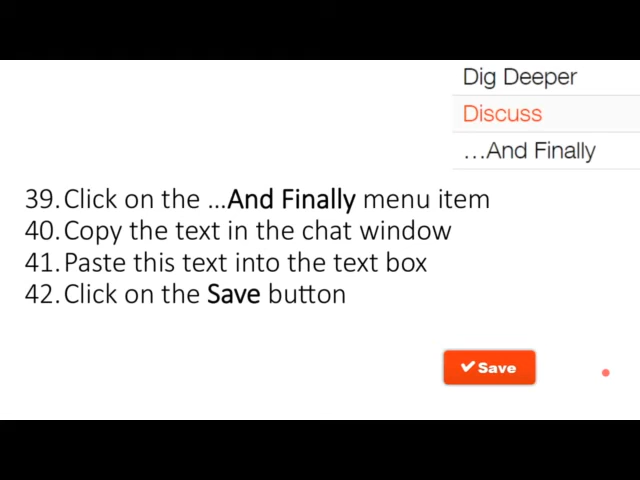 Dig Deeper
Discuss
...And Finally
39. Click on the ...And Finally menu item
40. Copy the text in the chat window
41. Paste this text into the text box
42. Click on the Save button
Save